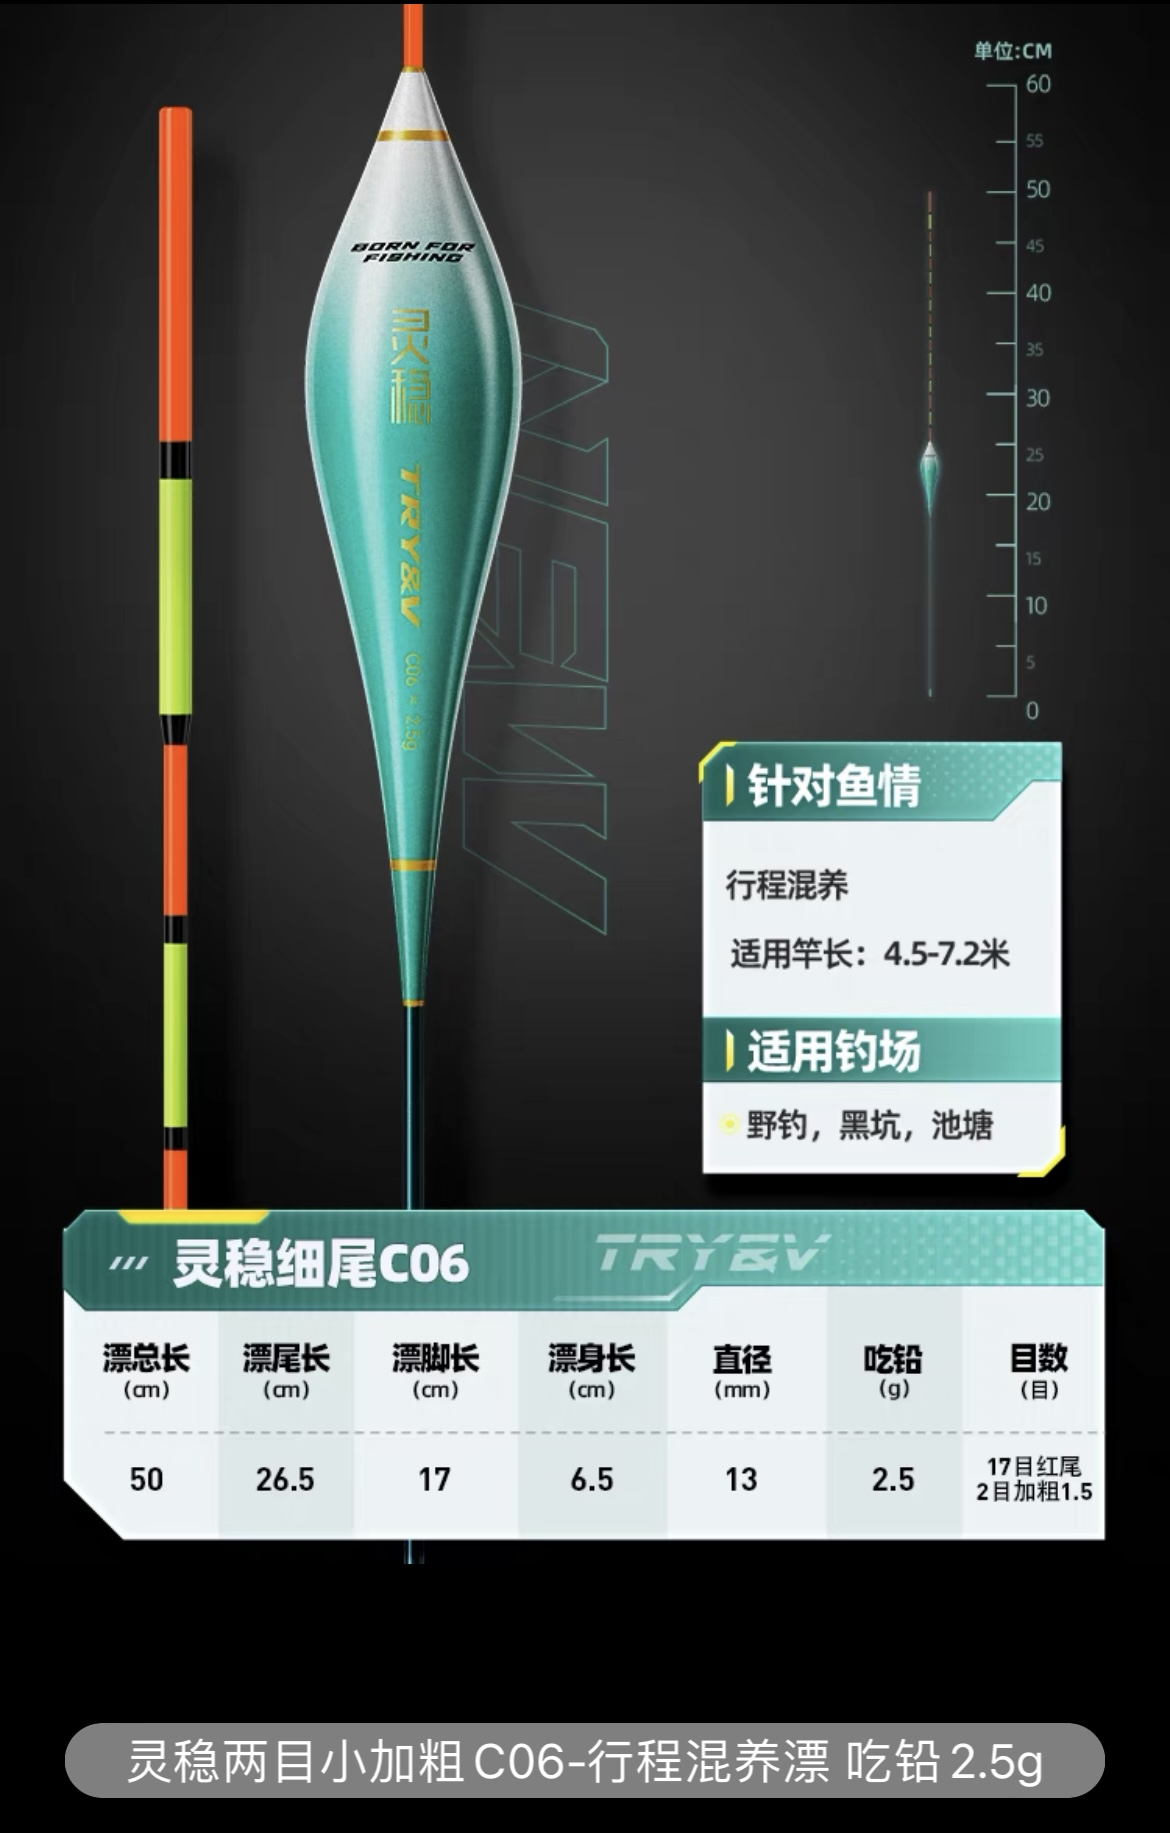 单位:CM
60
55
50
45
40
35
30
25
20
15
10
5
0
BORN FOR
FISHING
灵稳
TRY&V
C06 ≈ 2.5g
NEW
针对鱼情
行程混养
适用竿长：4.5-7.2米
适用钓场
野钓，黑坑，池塘
灵稳细尾C06
TRY&V
漂总长 漂尾长 漂脚长 漂身长 直径 吃铅 目数
(cm) (cm) (cm) (cm) (mm) (g) (目)
50 26.5 17 6.5 13 2.5 17目红尾
2目加粗1.5
灵稳两目小加粗C06-行程混养漂 吃铅2.5g